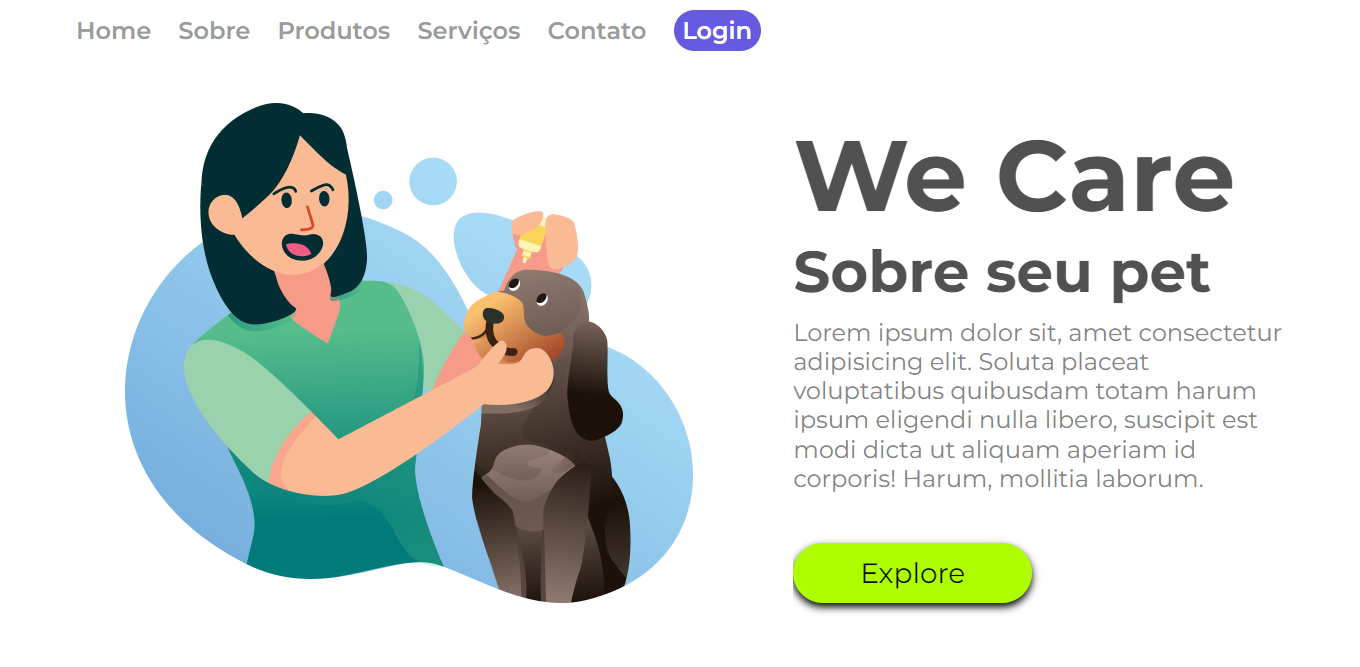 Home Sobre Produtos Serviços Contato Login
We Care
Sobre seu pet
Lorem ipsum dolor sit, amet consectetur
adipisicing elit. Soluta placeat
voluptatibus quibusdam totam harum
ipsum eligendi nulla libero, suscipit est
modi dicta ut aliquam aperiam id
corporis! Harum, mollitia laborum.
Explore